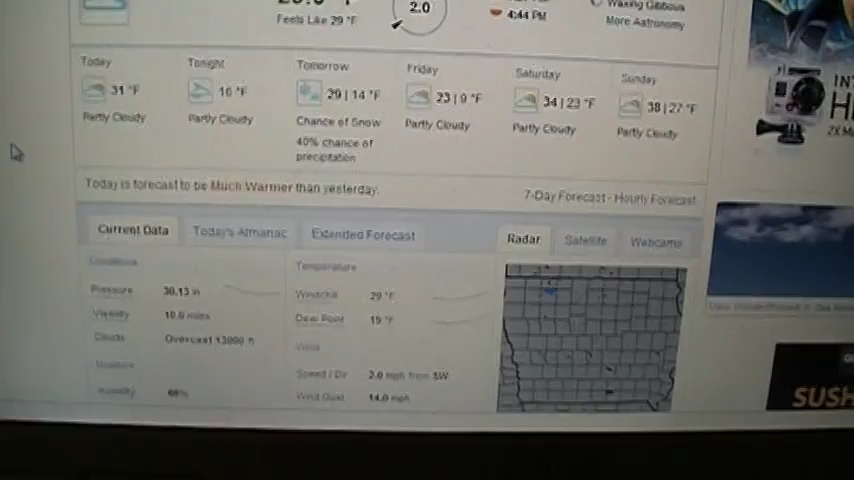 Feels Like 29 °F
2.0
4:44 PM
Waxing Gibbous
More Astronomy
Today
31 °F
Partly Cloudy
Tonight
16 °F
Partly Cloudy
Tomorrow
29 | 14 °F
Chance of Snow
40% chance of
precipitation
Friday
23 | 9 °F
Partly Cloudy
Saturday
34 | 23 °F
Partly Cloudy
Sunday
38 | 27 °F
Partly Cloudy
Today is forecast to be Much Warmer than yesterday.
7-Day Forecast - Hourly Forecast
Current Data
Today's Almanac
Extended Forecast
Radar
Satellite
Webcams
Conditions
Pressure 30.13 in
Visibility 10.0 miles
Clouds Overcast 13000 ft
Moisture
Humidity 66%
Temperature
Windchill 29 °F
Dew Point 19 °F
Wind
Speed / Dir 2.0 mph from SW
Wind Gust 14.0 mph
SUSH